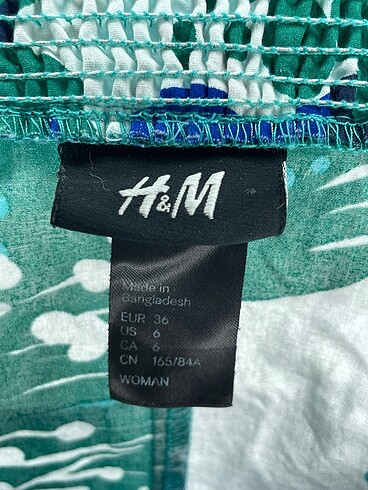 H&M
Made in
Bangladesh
EUR 36
US 6
CA 6
CN 165/84A
WOMAN